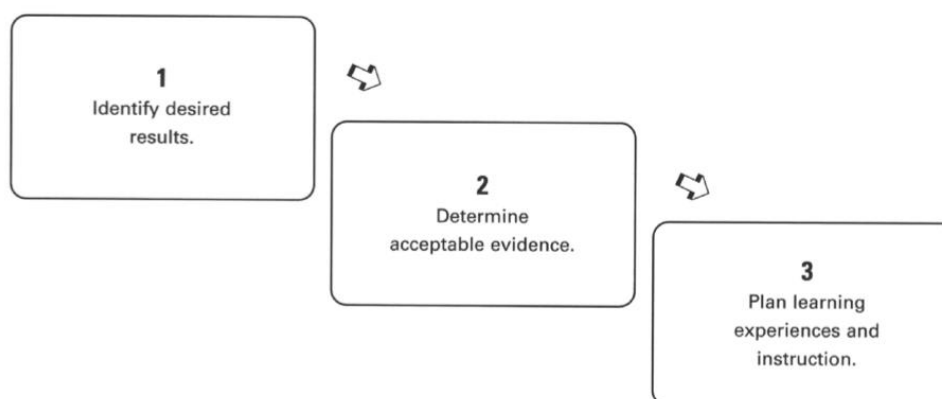 1
Identify desired
results.
2
Determine
acceptable evidence.
3
Plan learning
experiences and
instruction.